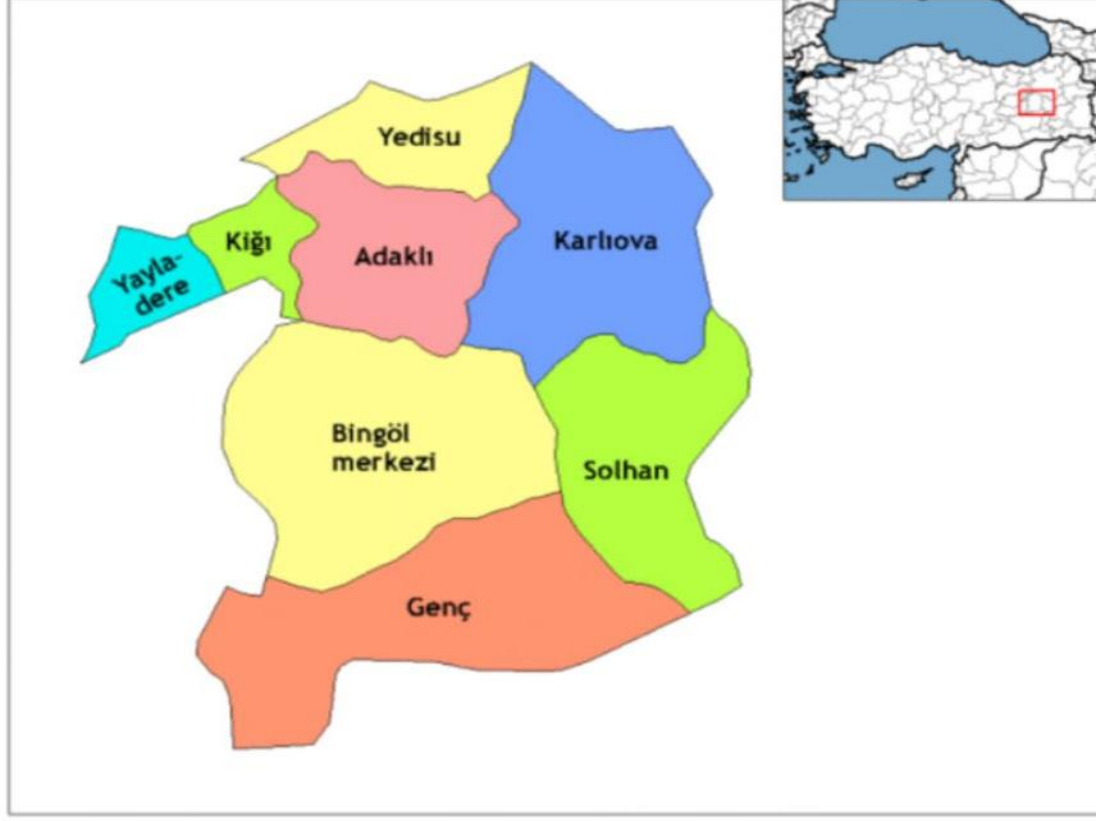 Yedisu
Kiğı
Karlıova
Adaklı
Yayla-
dere
Bingöl
merkezi
Solhan
Genç